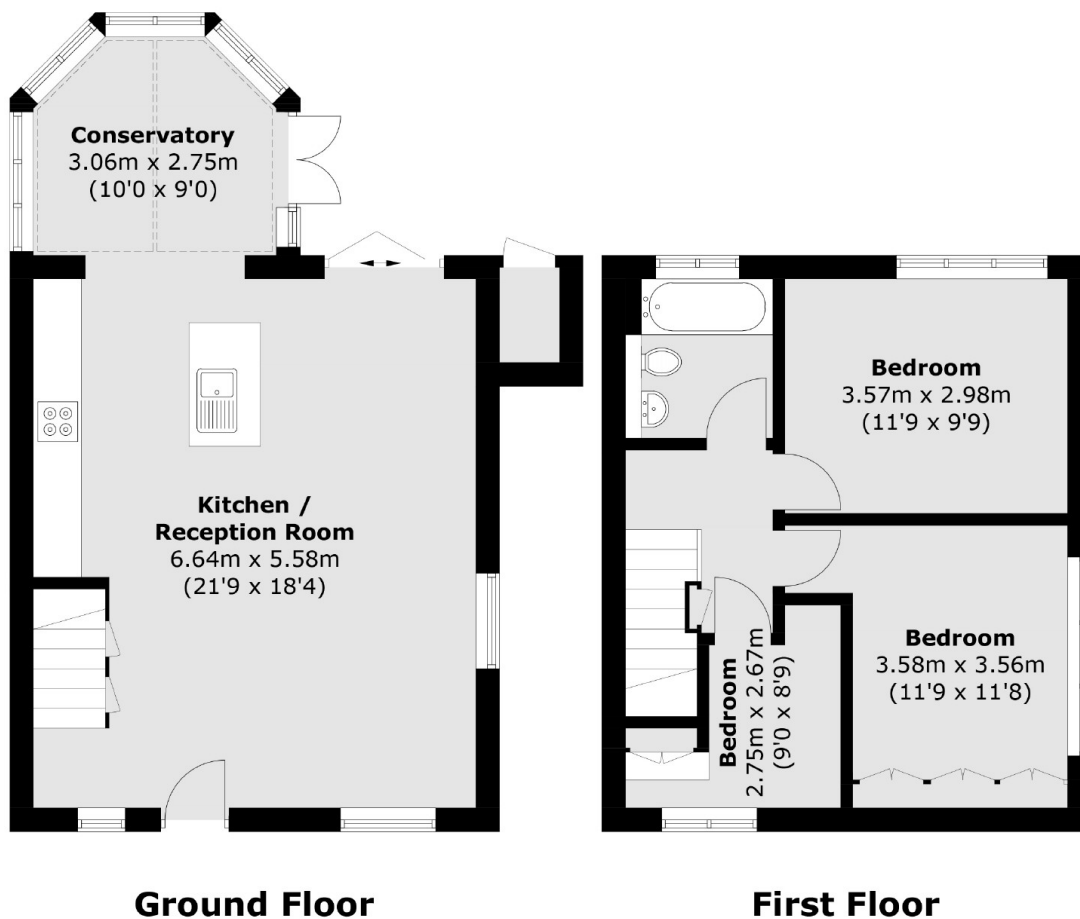 Conservatory
3.06m x 2.75m
(10'0 x 9'0)
Kitchen /
Reception Room
6.64m x 5.58m
(21'9 x 18'4)
Bedroom
3.57m x 2.98m
(11'9 x 9'9)
Bedroom
3.58m x 3.56m
(11'9 x 11'8)
Bedroom
2.75m x 2.67m
(9'0 x 8'9)
Ground Floor
First Floor